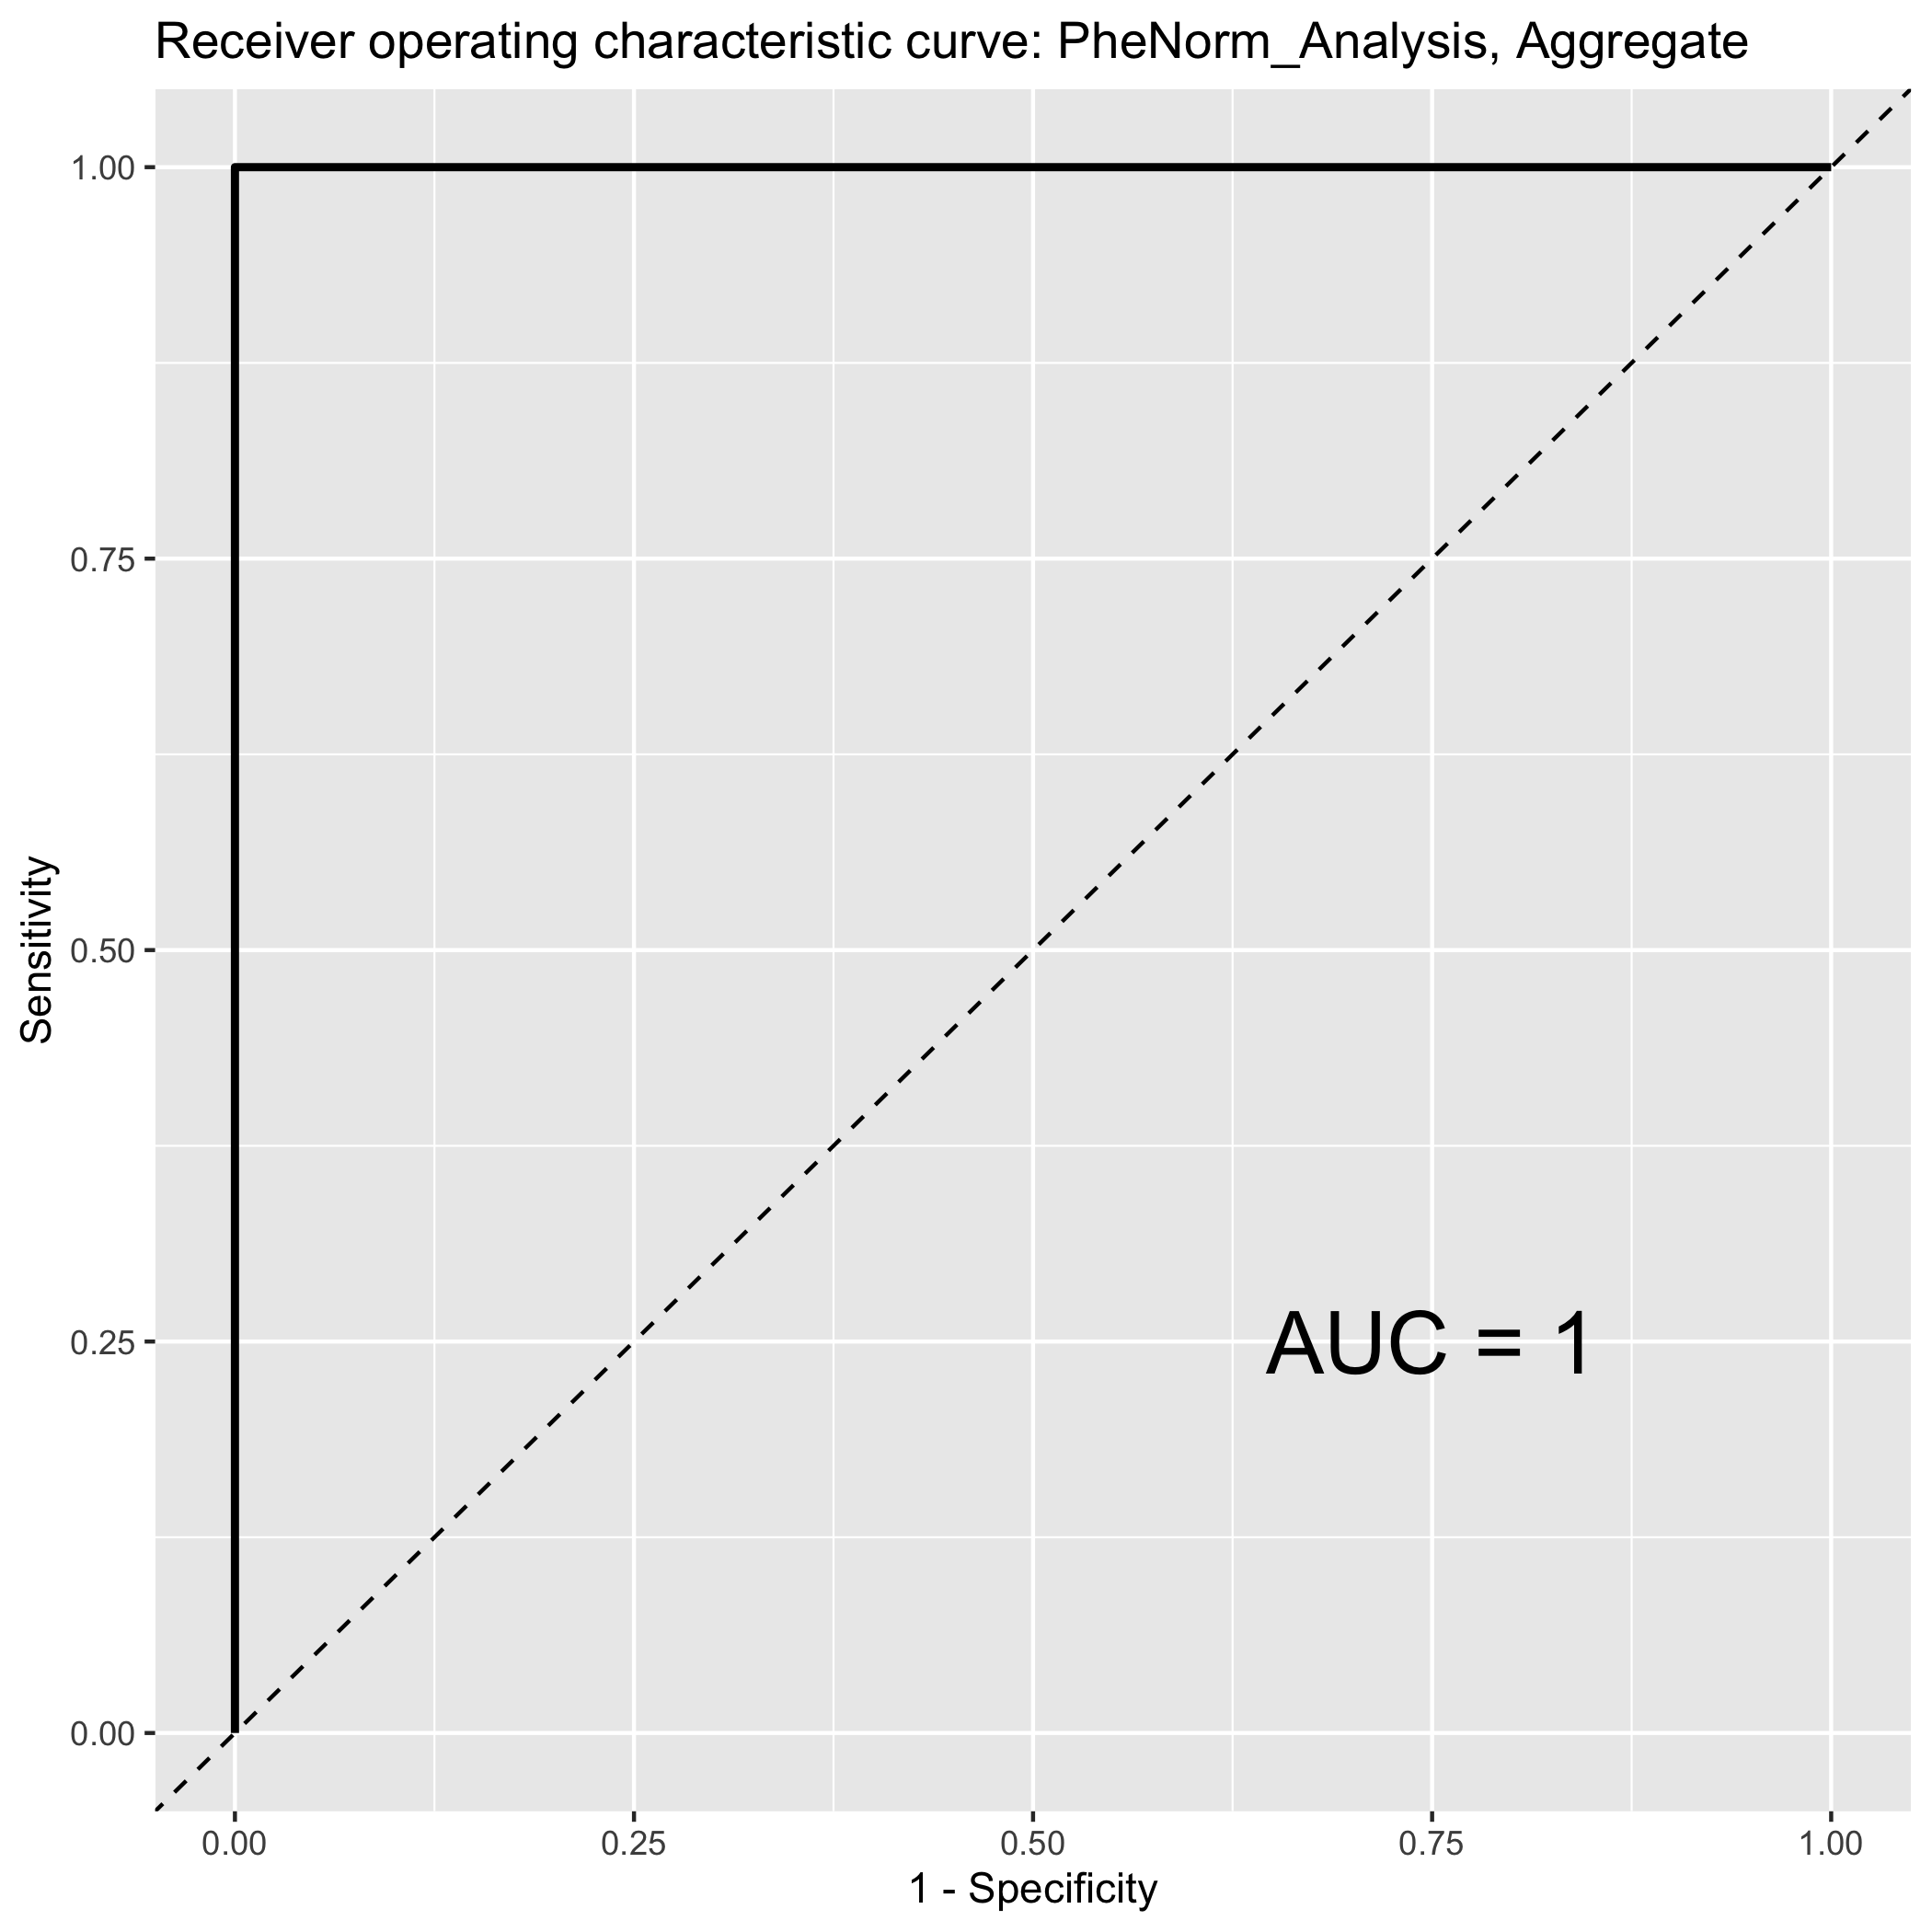 Receiver operating characteristic curve: PheNorm_Analysis, Aggregate
1.00
0.75
0.50
0.25
0.00
Sensitivity
AUC = 1
0.00 0.25 0.50 0.75 1.00
1 - Specificity